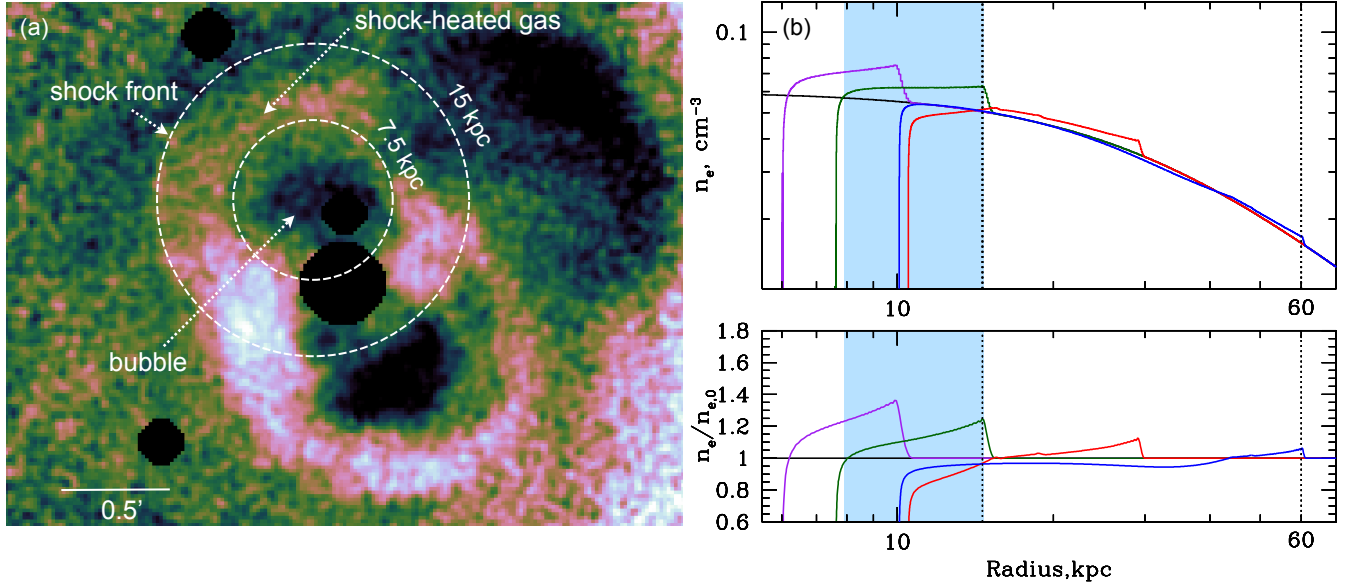 (a)
shock-heated gas
shock front
15 kpc
7.5 kpc
bubble
0.5’
(b)
0.1
n_e, cm⁻³
10
60
1.8
1.6
1.4
1.2
1
0.8
0.6
n_e/n_e,0
10
60
Radius,kpc